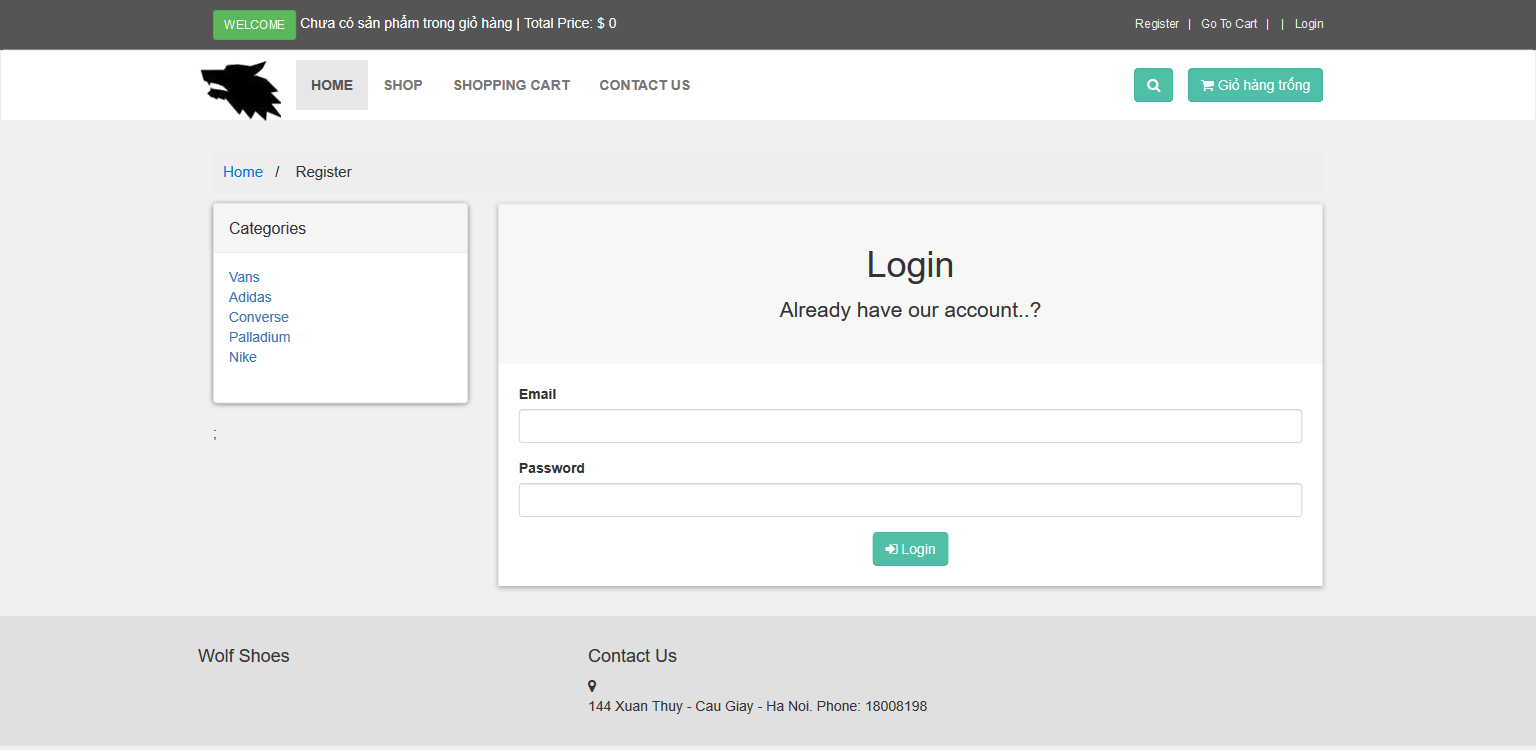 WELCOME Chưa có sản phẩm trong giỏ hàng | Total Price: $ 0
Register | Go To Cart | | Login
HOME SHOP SHOPPING CART CONTACT US
Giỏ hàng trống
Home / Register
Categories
Vans
Adidas
Converse
Palladium
Nike
;
Login
Already have our account..?
Email
Password
Login
Wolf Shoes
Contact Us
144 Xuan Thuy - Cau Giay - Ha Noi. Phone: 18008198